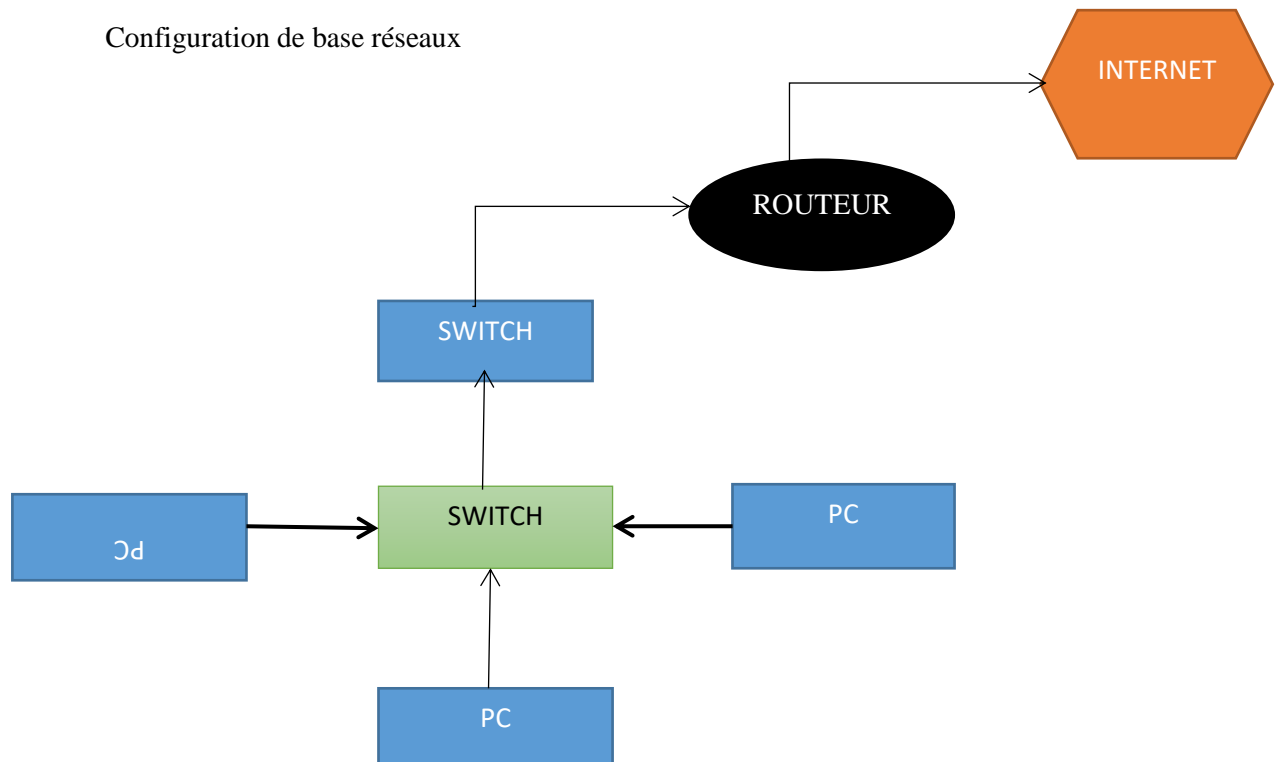 Configuration de base réseaux
INTERNET
ROUTEUR
SWITCH
SWITCH
PC
PC
PC